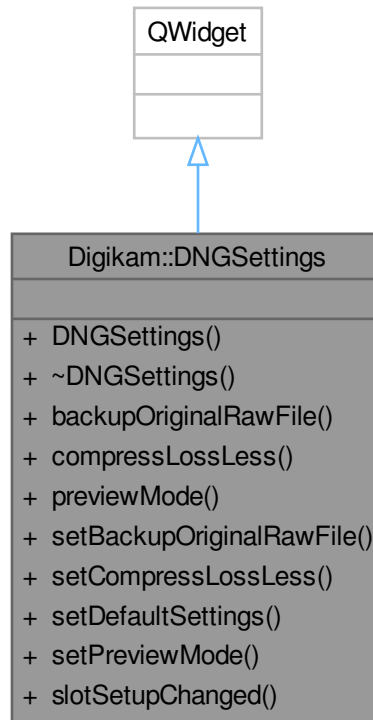 QWidget
Digikam::DNGSettings
+ DNGSettings()
+ ~DNGSettings()
+ backupOriginalRawFile()
+ compressLossLess()
+ previewMode()
+ setBackupOriginalRawFile()
+ setCompressLossLess()
+ setDefaultSettings()
+ setPreviewMode()
+ slotSetupChanged()